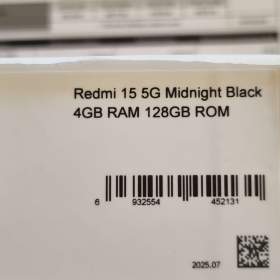 Redmi 15 5G Midnight Black
4GB RAM 128GB ROM
6 932554 452131
2025.07